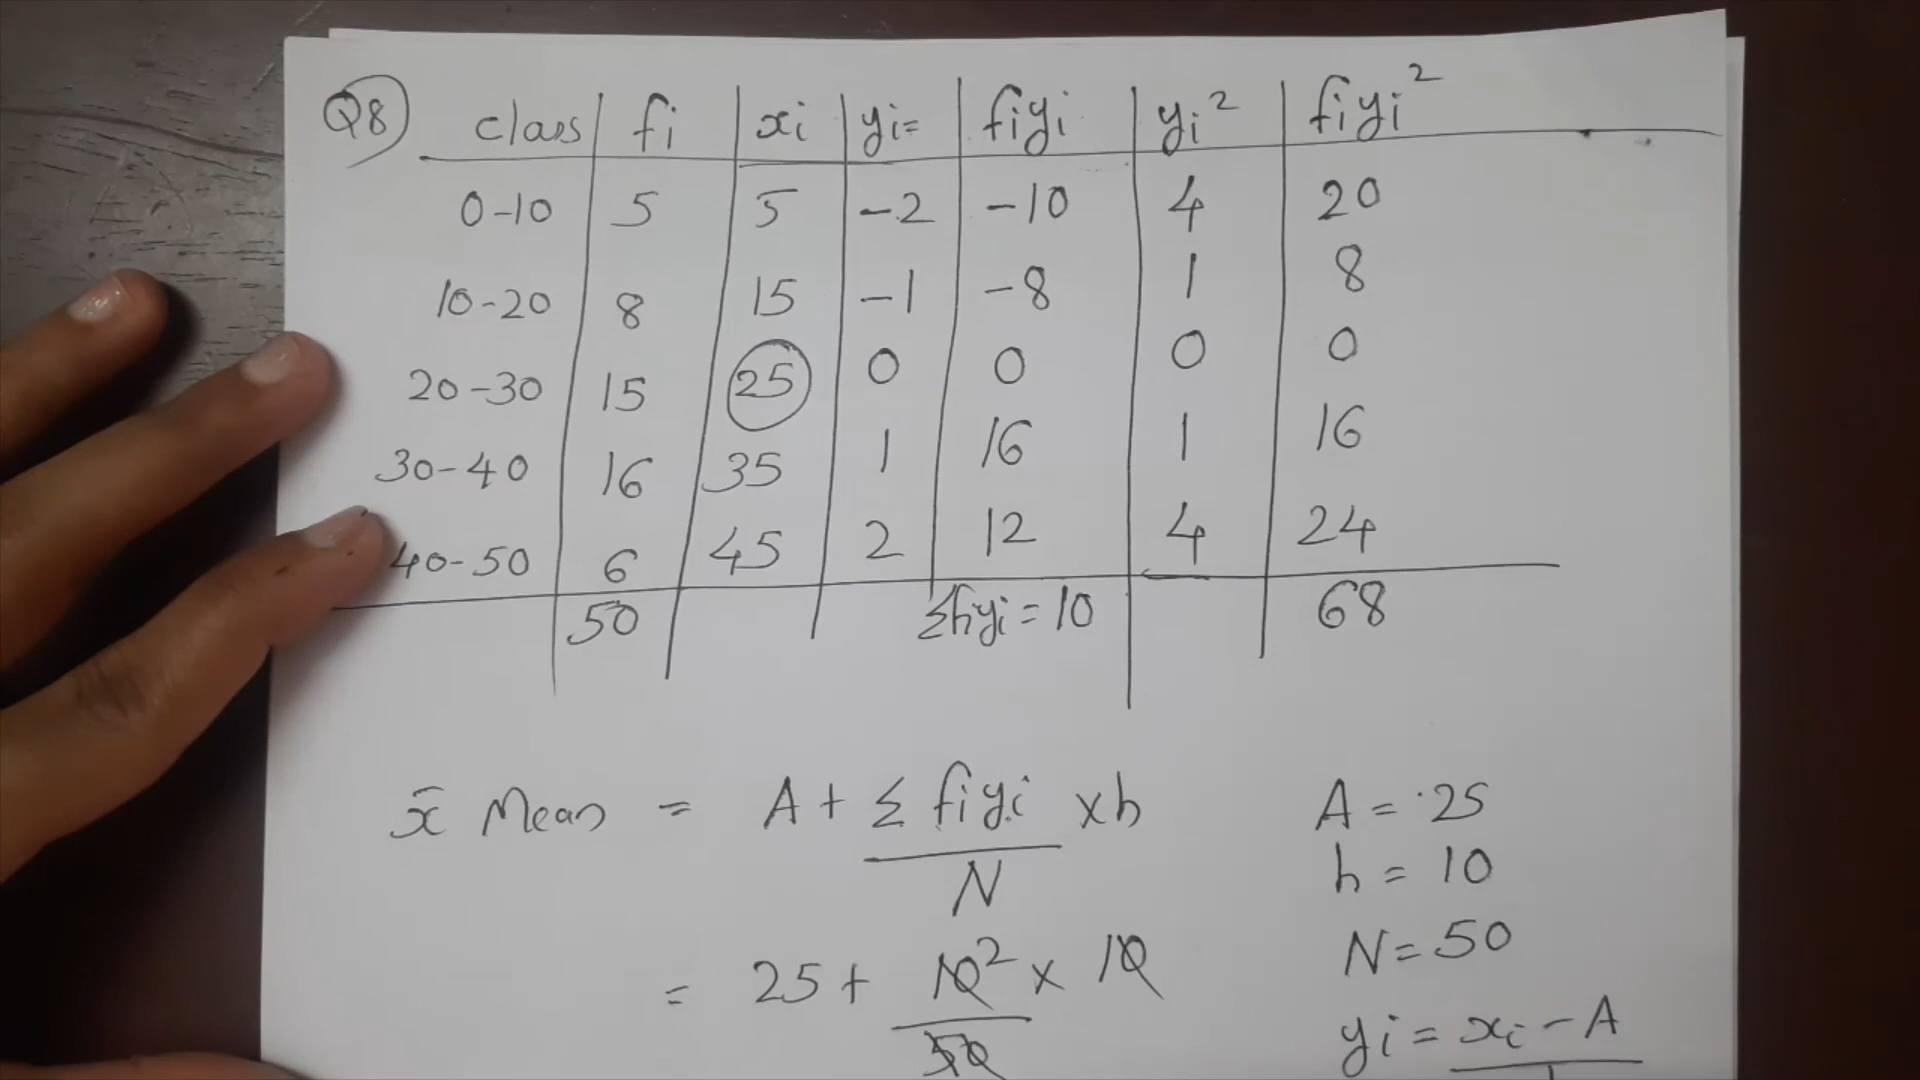 Q8 class fi xi yi= fiyi yi² fiyi²
0-10 5 5 -2 -10 4 20
10-20 8 15 -1 -8 1 8
20-30 15 25 0 0 0 0
30-40 16 35 1 16 1 16
40-50 6 45 2 12 4 24
50 Σfiyi = 10 68
x̄ Mean = A + Σ fiyi × h A = 25
N h = 10
= 25 + 10 2 × 10 N = 50
50 yi = xi - A